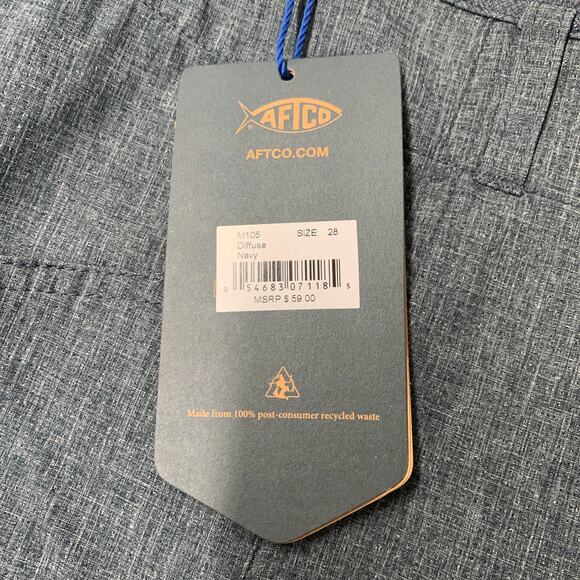 AFTCO
AFTCO.COM
M105 SIZE: 28
Diffuse
Navy
0 54683 07118 5
MSRP $ 59.00
Made from 100% post-consumer recycled waste